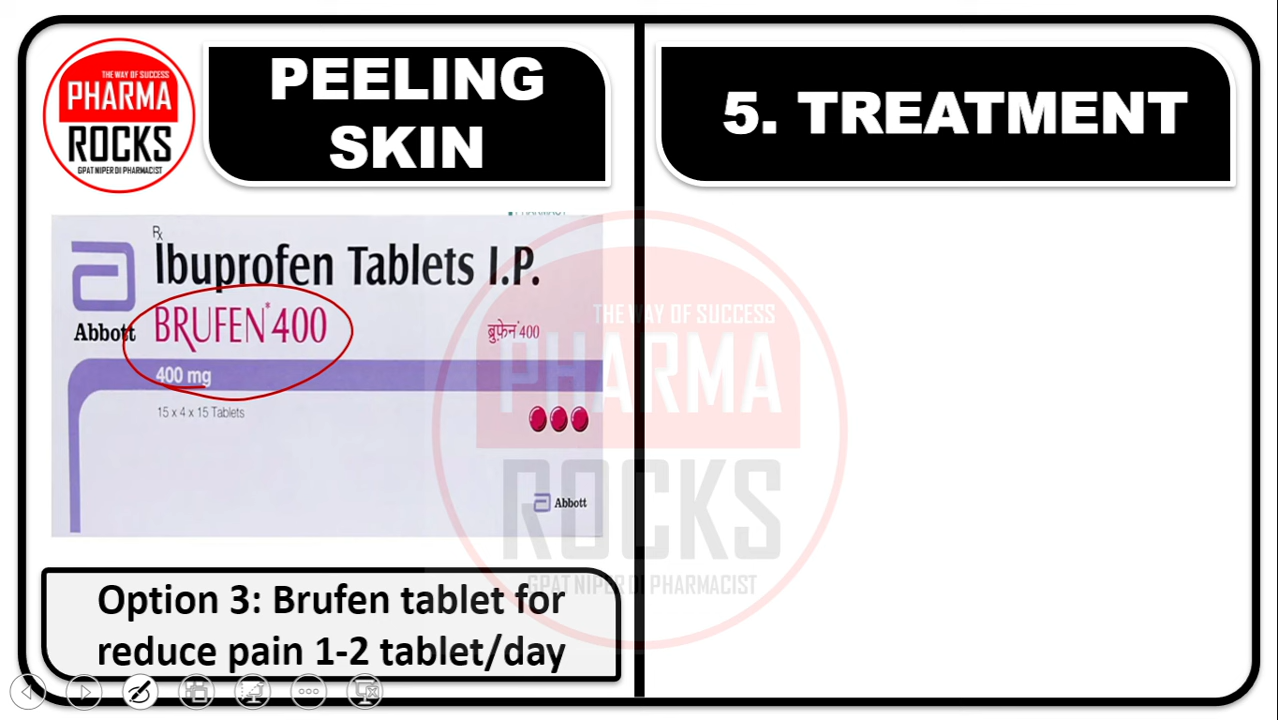 THE WAY OF SUCCESS
PHARMA
ROCKS
GPAT NIPER DI PHARMACIST
PEELING
SKIN
5. TREATMENT
Rx
Ibuprofen Tablets I.P.
Abbott
BRUFEN*400
ब्रुफेन*400
400 mg
15 x 4 x 15 Tablets
Abbott
THE WAY OF SUCCESS
PHARMA
ROCKS
GPAT NIPER DI PHARMACIST
Option 3: Brufen tablet for
reduce pain 1-2 tablet/day